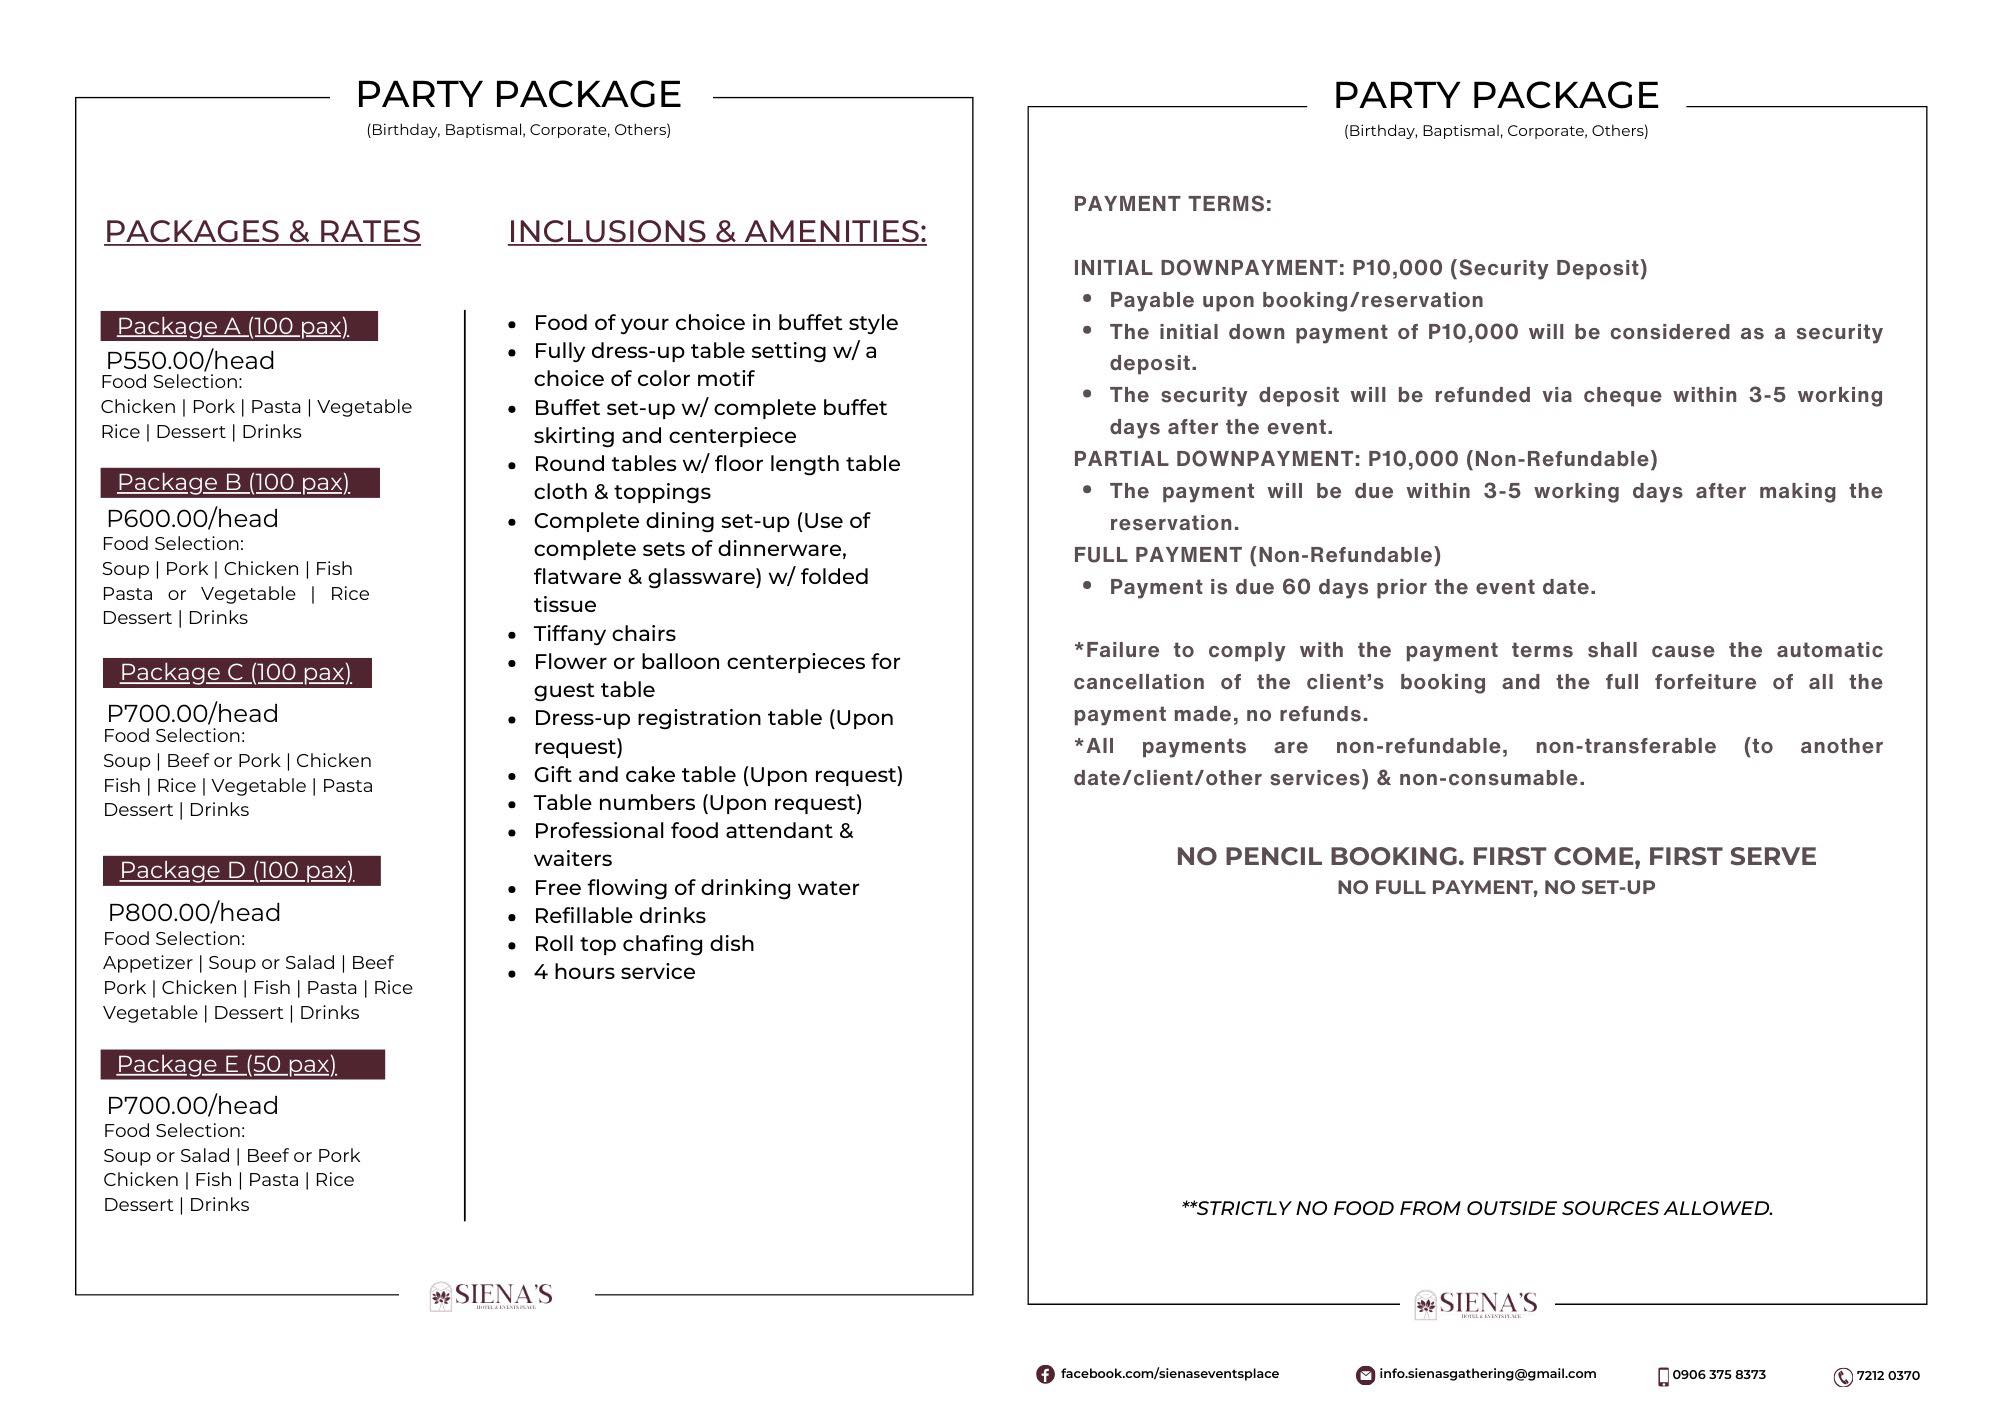 PARTY PACKAGE
(Birthday, Baptismal, Corporate, Others)
PACKAGES & RATES
Package A (100 pax)
P550.00/head
Food Selection:
Chicken | Pork | Pasta | Vegetable
Rice | Dessert | Drinks
Package B (100 pax)
P600.00/head
Food Selection:
Soup | Pork | Chicken | Fish
Pasta or Vegetable | Rice
Dessert | Drinks
Package C (100 pax)
P700.00/head
Food Selection:
Soup | Beef or Pork | Chicken
Fish | Rice | Vegetable | Pasta
Dessert | Drinks
Package D (100 pax)
P800.00/head
Food Selection:
Appetizer | Soup or Salad | Beef
Pork | Chicken | Fish | Pasta | Rice
Vegetable | Dessert | Drinks
Package E (50 pax)
P700.00/head
Food Selection:
Soup or Salad | Beef or Pork
Chicken | Fish | Pasta | Rice
Dessert | Drinks
INCLUSIONS & AMENITIES:
• Food of your choice in buffet style
• Fully dress-up table setting w/ a
choice of color motif
• Buffet set-up w/ complete buffet
skirting and centerpiece
• Round tables w/ floor length table
cloth & toppings
• Complete dining set-up (Use of
complete sets of dinnerware,
flatware & glassware) w/ folded
tissue
• Tiffany chairs
• Flower or balloon centerpieces for
guest table
• Dress-up registration table (Upon
request)
• Gift and cake table (Upon request)
• Table numbers (Upon request)
• Professional food attendant &
waiters
• Free flowing of drinking water
• Refillable drinks
• Roll top chafing dish
• 4 hours service
SIENA'S
HOTEL & EVENTS PLACE
PARTY PACKAGE
(Birthday, Baptismal, Corporate, Others)
PAYMENT TERMS:
INITIAL DOWNPAYMENT: P10,000 (Security Deposit)
• Payable upon booking/reservation
• The initial down payment of P10,000 will be considered as a security
deposit.
• The security deposit will be refunded via cheque within 3-5 working
days after the event.
PARTIAL DOWNPAYMENT: P10,000 (Non-Refundable)
• The payment will be due within 3-5 working days after making the
reservation.
FULL PAYMENT (Non-Refundable)
• Payment is due 60 days prior the event date.
*Failure to comply with the payment terms shall cause the automatic
cancellation of the client’s booking and the full forfeiture of all the
payment made, no refunds.
*All payments are non-refundable, non-transferable (to another
date/client/other services) & non-consumable.
NO PENCIL BOOKING. FIRST COME, FIRST SERVE
NO FULL PAYMENT, NO SET-UP
**STRICTLY NO FOOD FROM OUTSIDE SOURCES ALLOWED.
SIENA'S
HOTEL & EVENTS PLACE
facebook.com/sienaseventsplace
info.sienasgathering@gmail.com
0906 375 8373
7212 0370